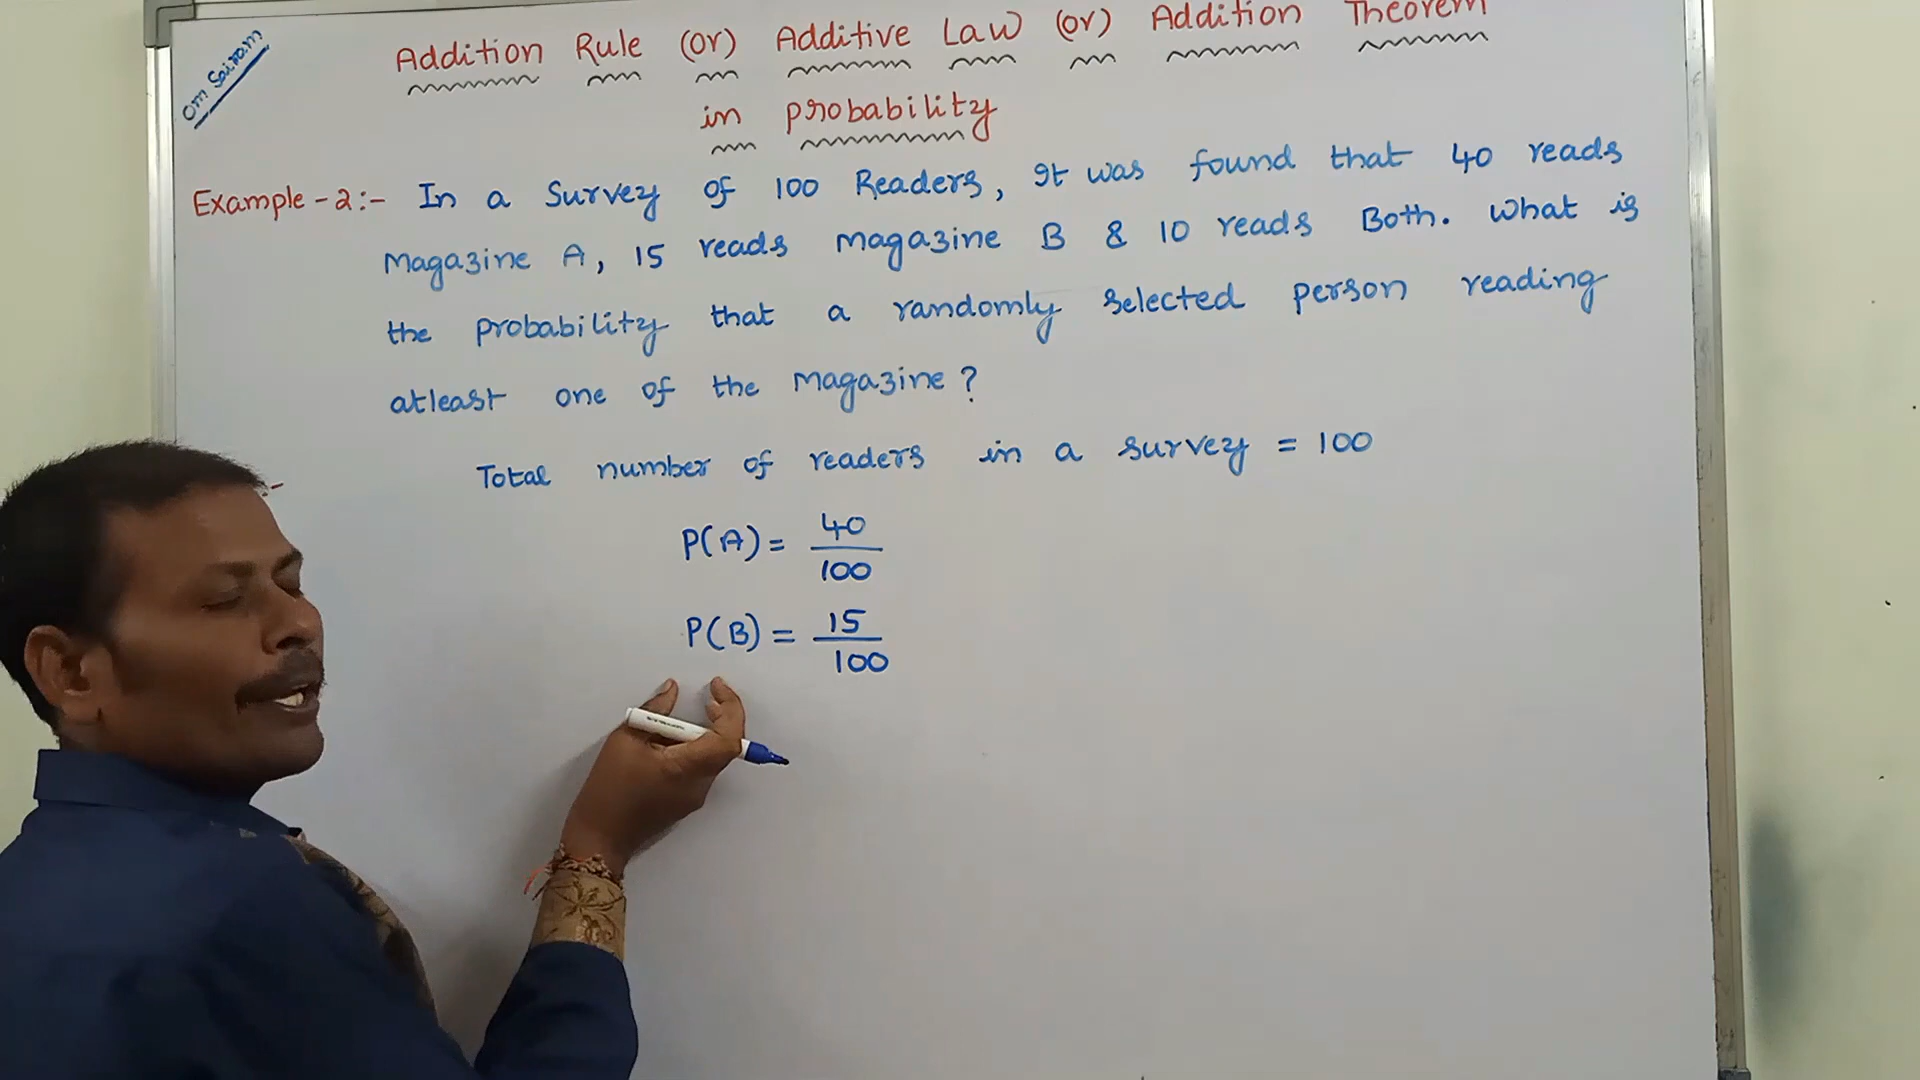 Om Sairam
Addition Rule (or) Additive Law (or) Addition Theorem
in probability
Example - 2:- In a Survey of 100 Readers, It was found that 40 reads
Magazine A, 15 reads Magazine B & 10 reads Both. What is
the probability that a randomly selected person reading
atleast one of the Magazine?
Total number of readers in a survey = 100
P(A) = 40/100
P(B) = 15/100